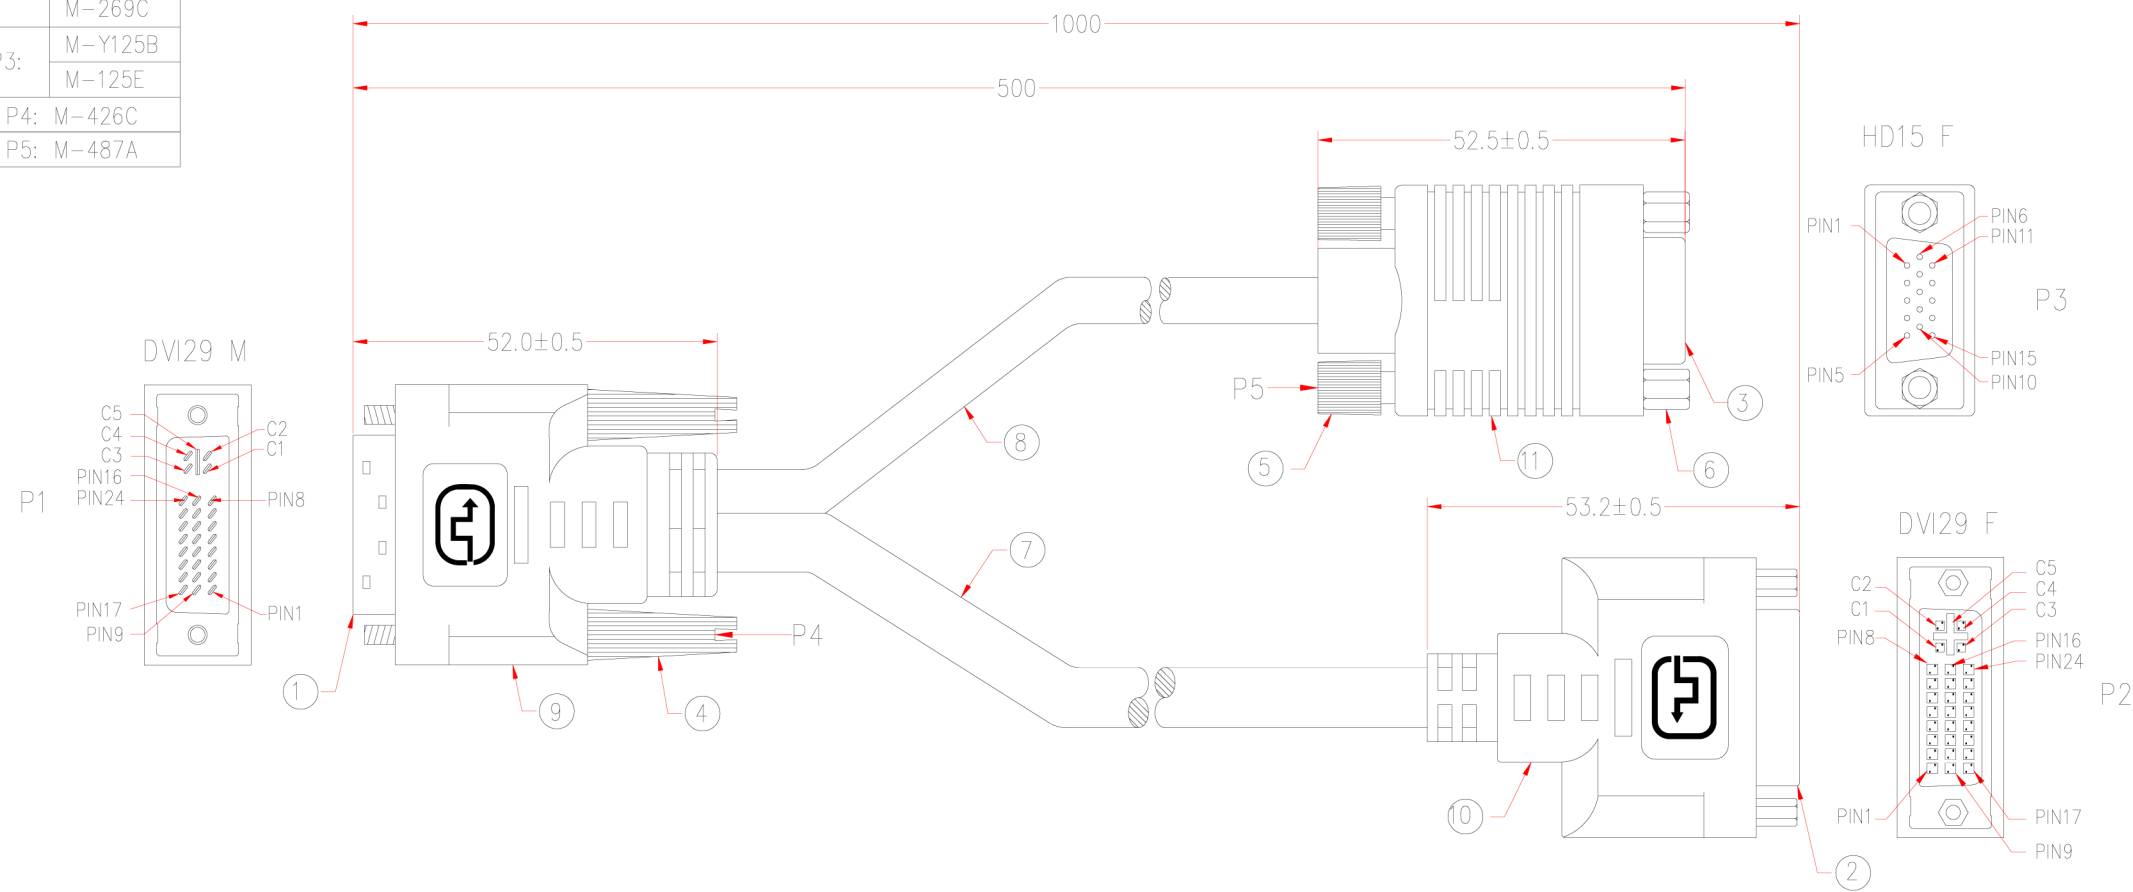 M-269C
P3:
M-Y125B
M-125E
P4: M-426C
P5: M-487A
1000
500
52.5±0.5
HD15 F
PIN1
PIN6
PIN11
P3
PIN5
PIN15
PIN10
52.0±0.5
DVI29 M
C5
C4
C3
PIN16
PIN24
C2
C1
PIN8
P1
PIN17
PIN9
PIN1
P5
P4
3
8
5
11
6
53.2±0.5
7
DVI29 F
C2
C1
PIN8
C5
C4
C3
PIN16
PIN24
P2
PIN1
PIN17
PIN9
1
9
4
10
2